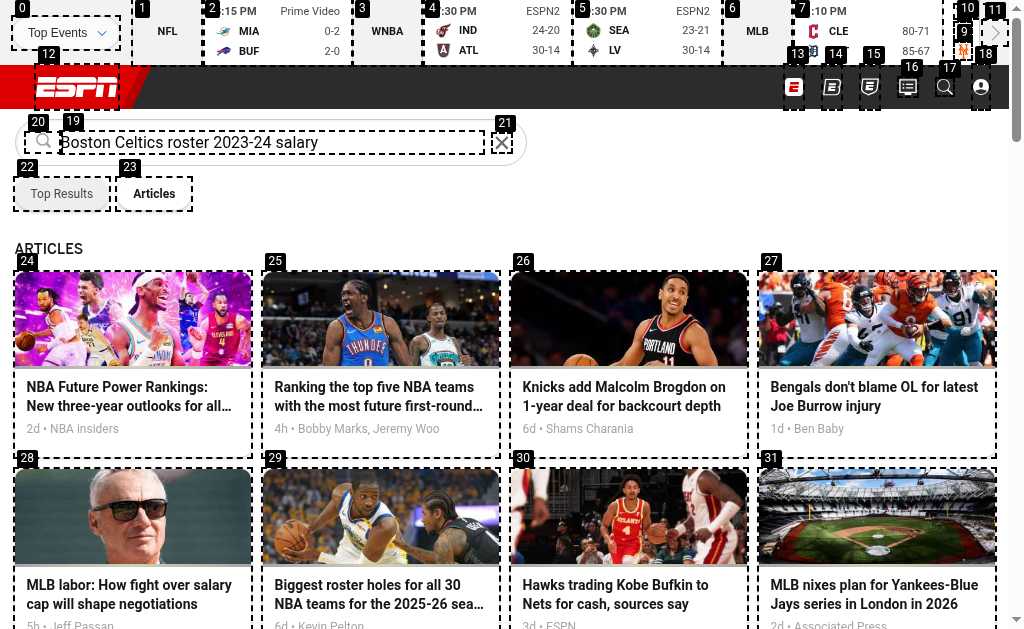 0
Top Events
1
NFL
2
:15 PM
Prime Video
MIA
0-2
BUF
2-0
3
WNBA
4
:30 PM
ESPN2
IND
24-20
ATL
30-14
5
:30 PM
ESPN2
SEA
23-21
LV
30-14
6
MLB
7
:10 PM
CLE
80-71
85-67
10
9
11
12
ESPN
13
14
15
16
17
18
20
19
Boston Celtics roster 2023-24 salary
21
22
Top Results
23
Articles
ARTICLES
24
NBA Future Power Rankings:
New three-year outlooks for all...
2d • NBA insiders
25
Ranking the top five NBA teams
with the most future first-round...
4h • Bobby Marks, Jeremy Woo
26
Knicks add Malcolm Brogdon on
1-year deal for backcourt depth
6d • Shams Charania
27
Bengals don't blame OL for latest
Joe Burrow injury
1d • Ben Baby
28
MLB labor: How fight over salary
cap will shape negotiations
5h • Jeff Passan
29
Biggest roster holes for all 30
NBA teams for the 2025-26 sea...
6d • Kevin Pelton
30
Hawks trading Kobe Bufkin to
Nets for cash, sources say
3d • ESPN
31
MLB nixes plan for Yankees-Blue
Jays series in London in 2026
2d • Associated Press